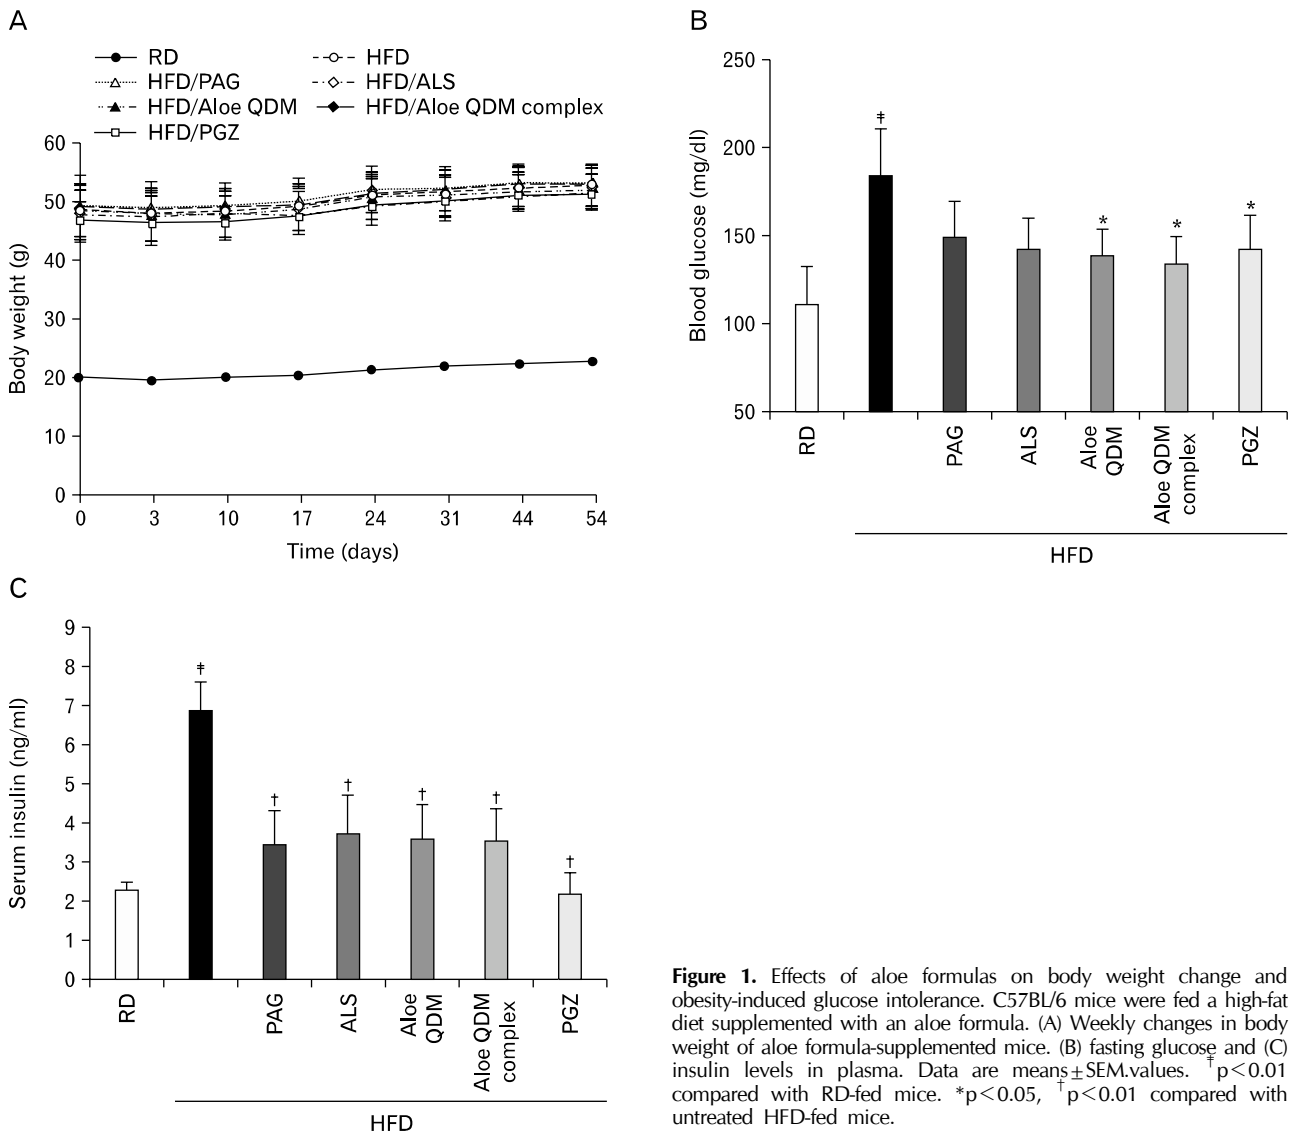 A
RD
HFD
HFD/PAG
HFD/ALS
HFD/Aloe QDM
HFD/Aloe QDM complex
HFD/PGZ
Body weight (g)
60
50
40
30
20
10
0
0 3 10 17 24 31 44 54
Time (days)
B
Blood glucose (mg/dl)
250
200
150
100
50
‡
*
*
*
RD
PAG
ALS
Aloe
QDM
Aloe QDM
complex
PGZ
HFD
C
Serum insulin (ng/ml)
9
8
7
6
5
4
3
2
1
0
‡
†
†
†
†
†
RD
PAG
ALS
Aloe
QDM
Aloe QDM
complex
PGZ
HFD
Figure 1. Effects of aloe formulas on body weight change and
obesity-induced glucose intolerance. C57BL/6 mice were fed a high-fat
diet supplemented with an aloe formula. (A) Weekly changes in body
weight of aloe formula-supplemented mice. (B) fasting glucose and (C)
insulin levels in plasma. Data are means±SEM.values. ‡p<0.01
compared with RD-fed mice. *p<0.05, †p<0.01 compared with
untreated HFD-fed mice.